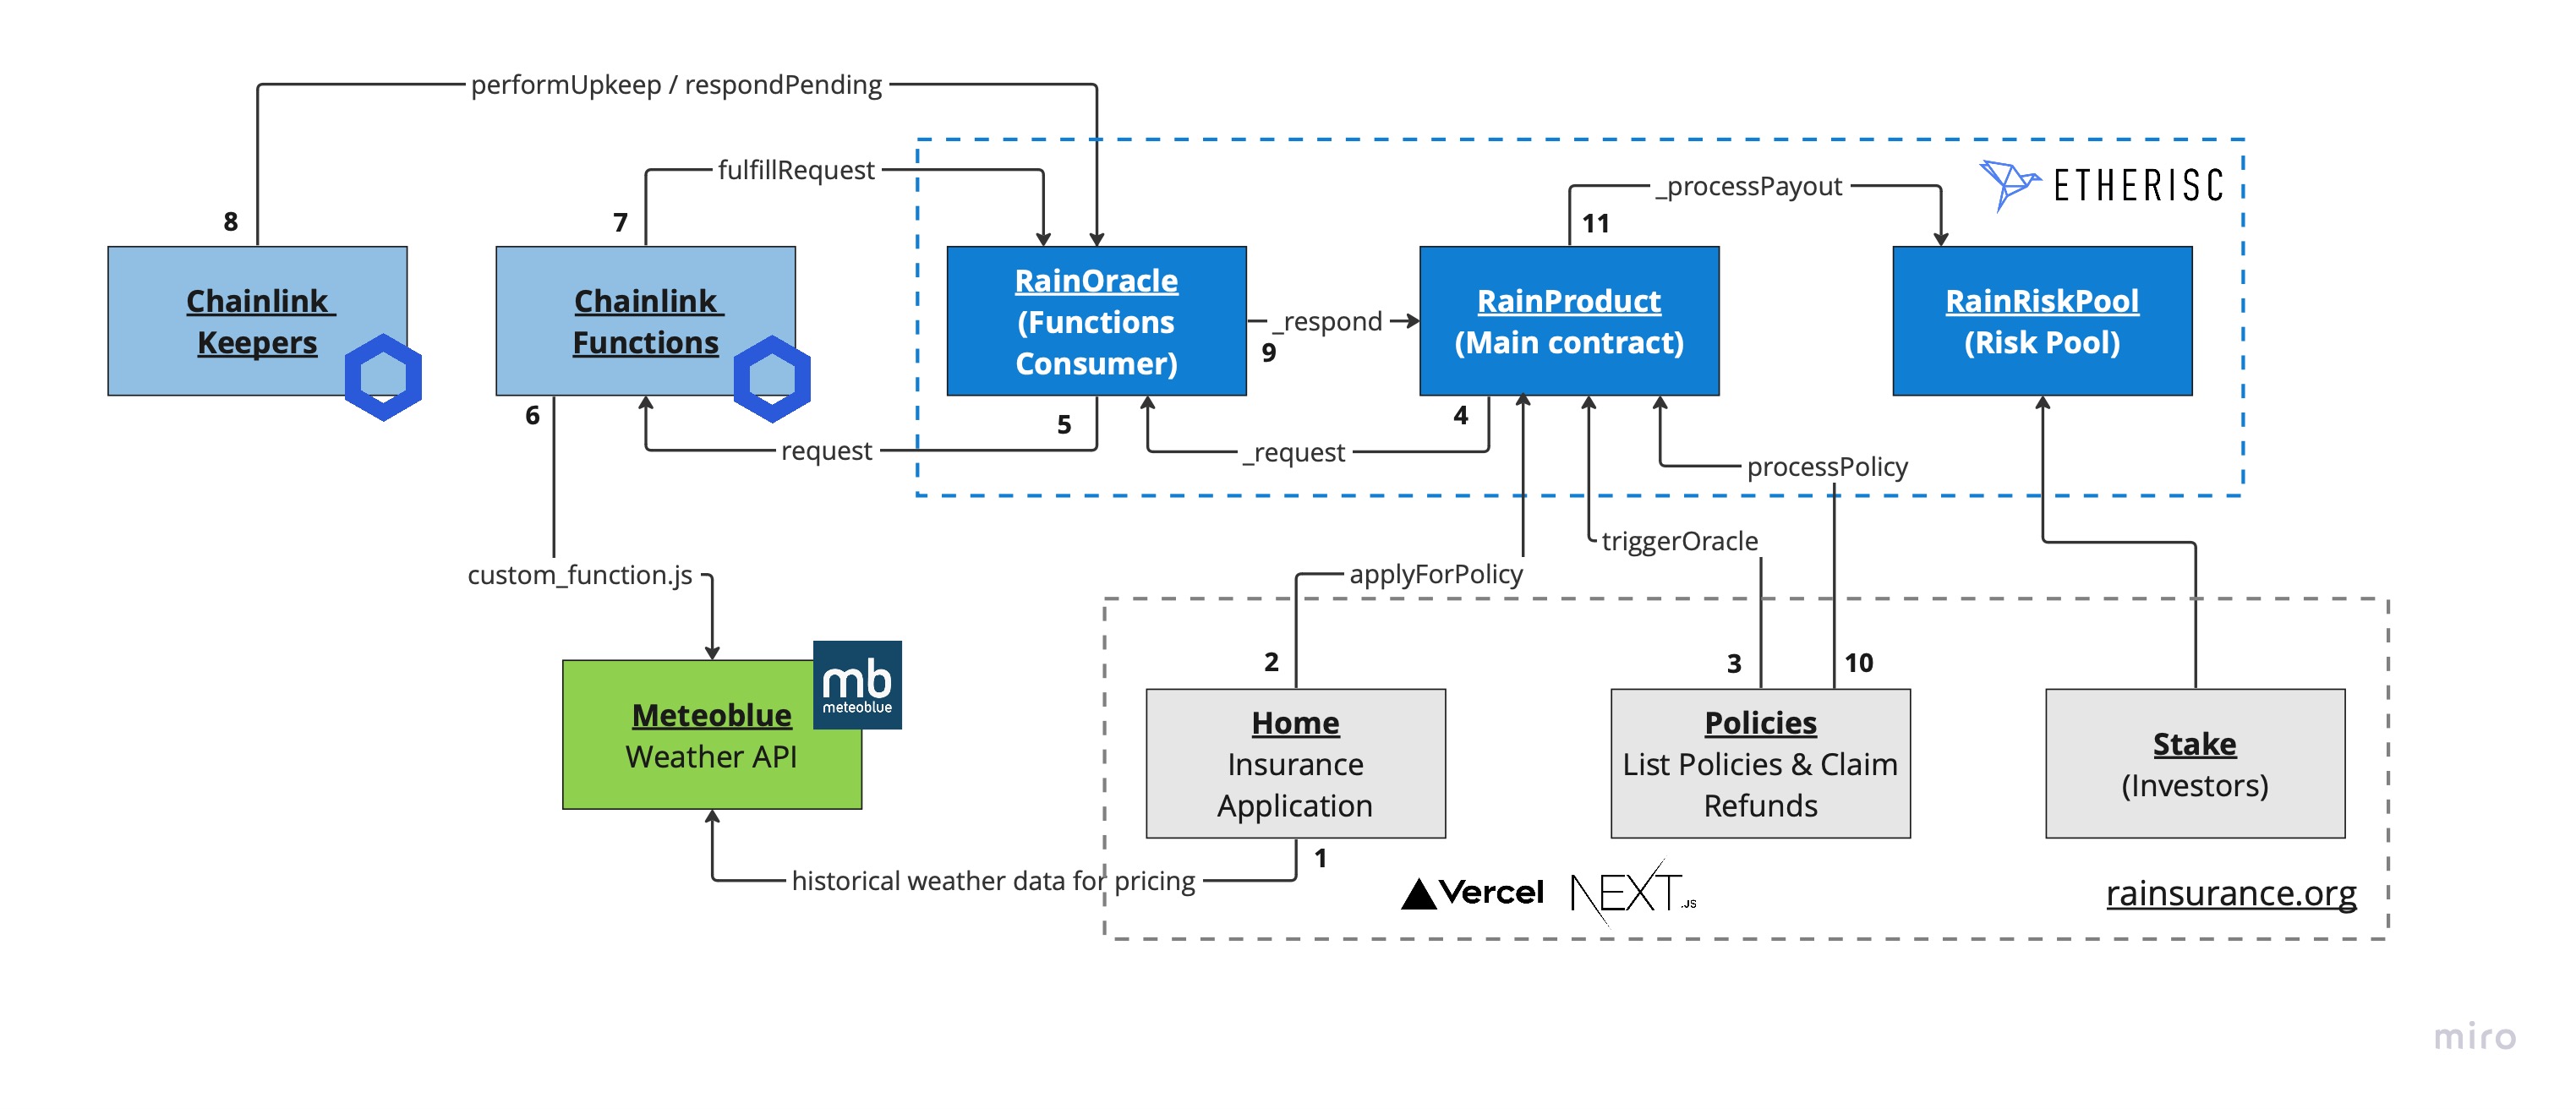 performUpkeep / respondPending
fulfillRequest
_processPayout
ETHERISC
8
7
11
Chainlink
Keepers
Chainlink
Functions
RainOracle
(Functions
Consumer)
_respond
9
RainProduct
(Main contract)
RainRiskPool
(Risk Pool)
6
5
4
request
_request
processPolicy
triggerOracle
custom_function.js
applyForPolicy
2
3
10
mb
meteoblue
Meteoblue
Weather API
Home
Insurance
Application
Policies
List Policies & Claim
Refunds
Stake
(Investors)
1
historical weather data for pricing
Vercel
NEXT.JS
rainsurance.org
miro